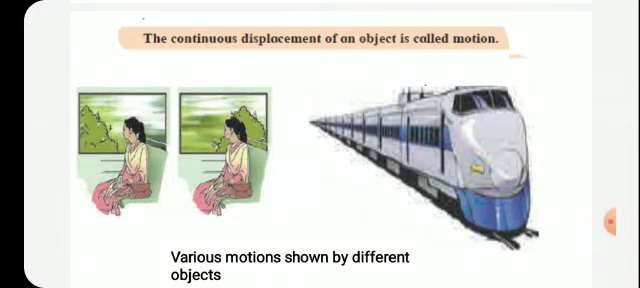 The continuous displacement of an object is called motion.
Various motions shown by different
objects